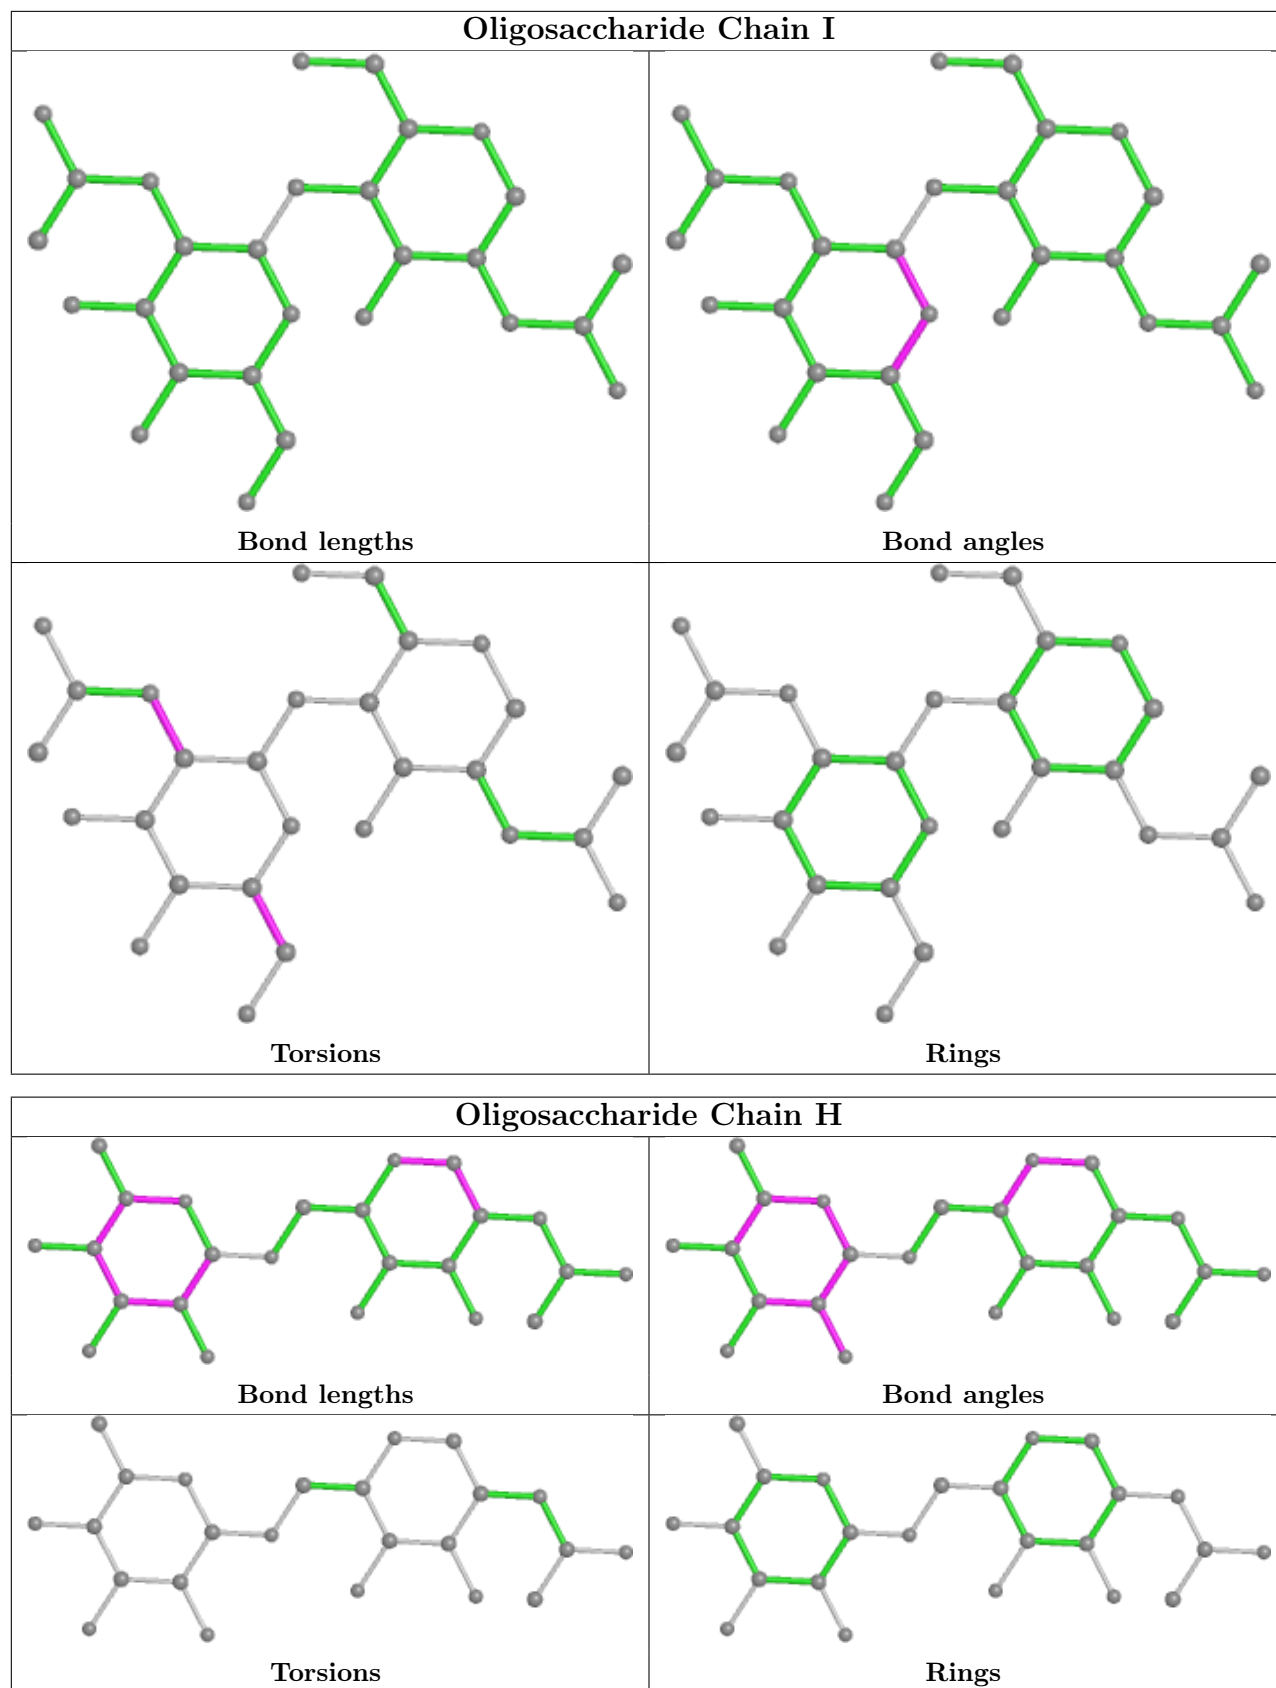 Oligosaccharide Chain I
Bond lengths
Bond angles
Torsions
Rings
Oligosaccharide Chain H
Bond lengths
Bond angles
Torsions
Rings